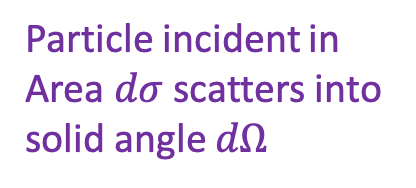 Particle incident in
Area dσ scatters into
solid angle dΩ